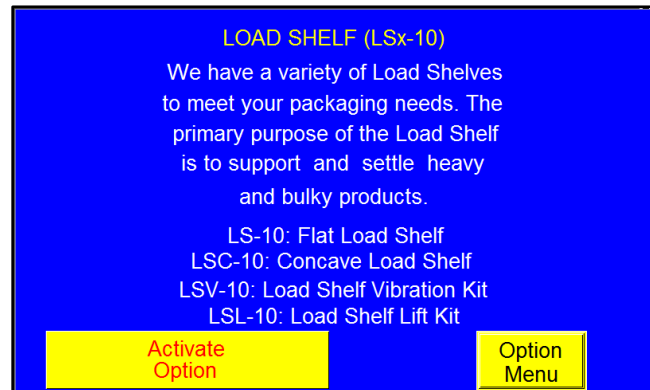 LOAD SHELF (LSx-10)
We have a variety of Load Shelves
to meet your packaging needs. The
primary purpose of the Load Shelf
is to support and settle heavy
and bulky products.
LS-10: Flat Load Shelf
LSC-10: Concave Load Shelf
LSV-10: Load Shelf Vibration Kit
LSL-10: Load Shelf Lift Kit
Activate
Option
Option
Menu